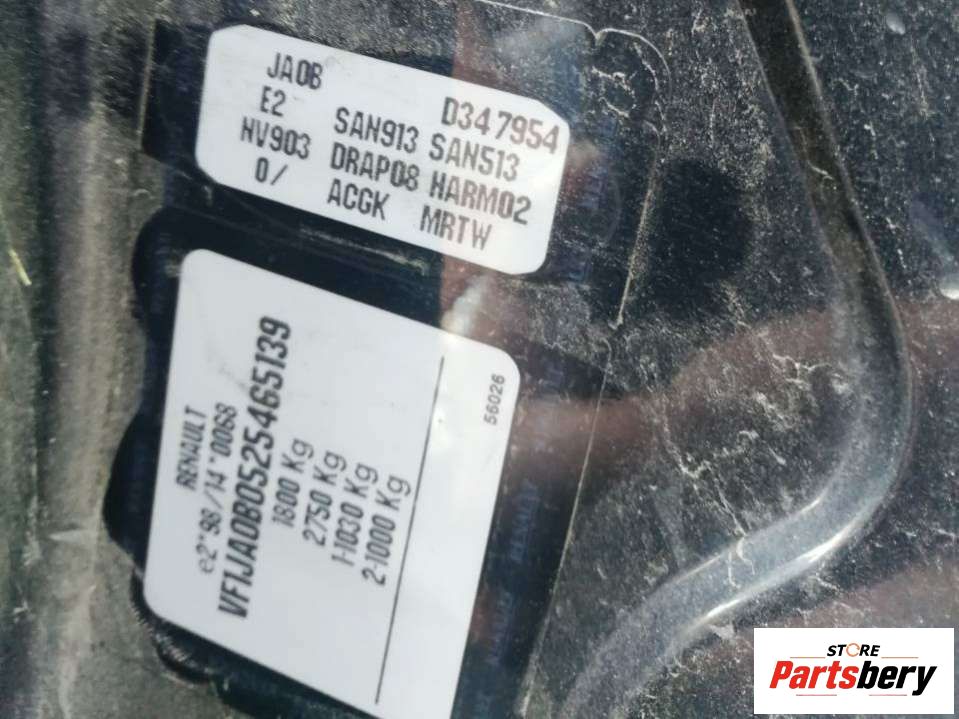 JA0B D347954
E2 SAN913 SAN513
NV903 DRAP08 HARM02
0/ ACGK MRTW
RENAULT
e2*98/14*0068
VF1JA0B0525465139
1800 Kg
2750 Kg
1-1030 Kg
2-1000 Kg
56026
STORE
Partsbery